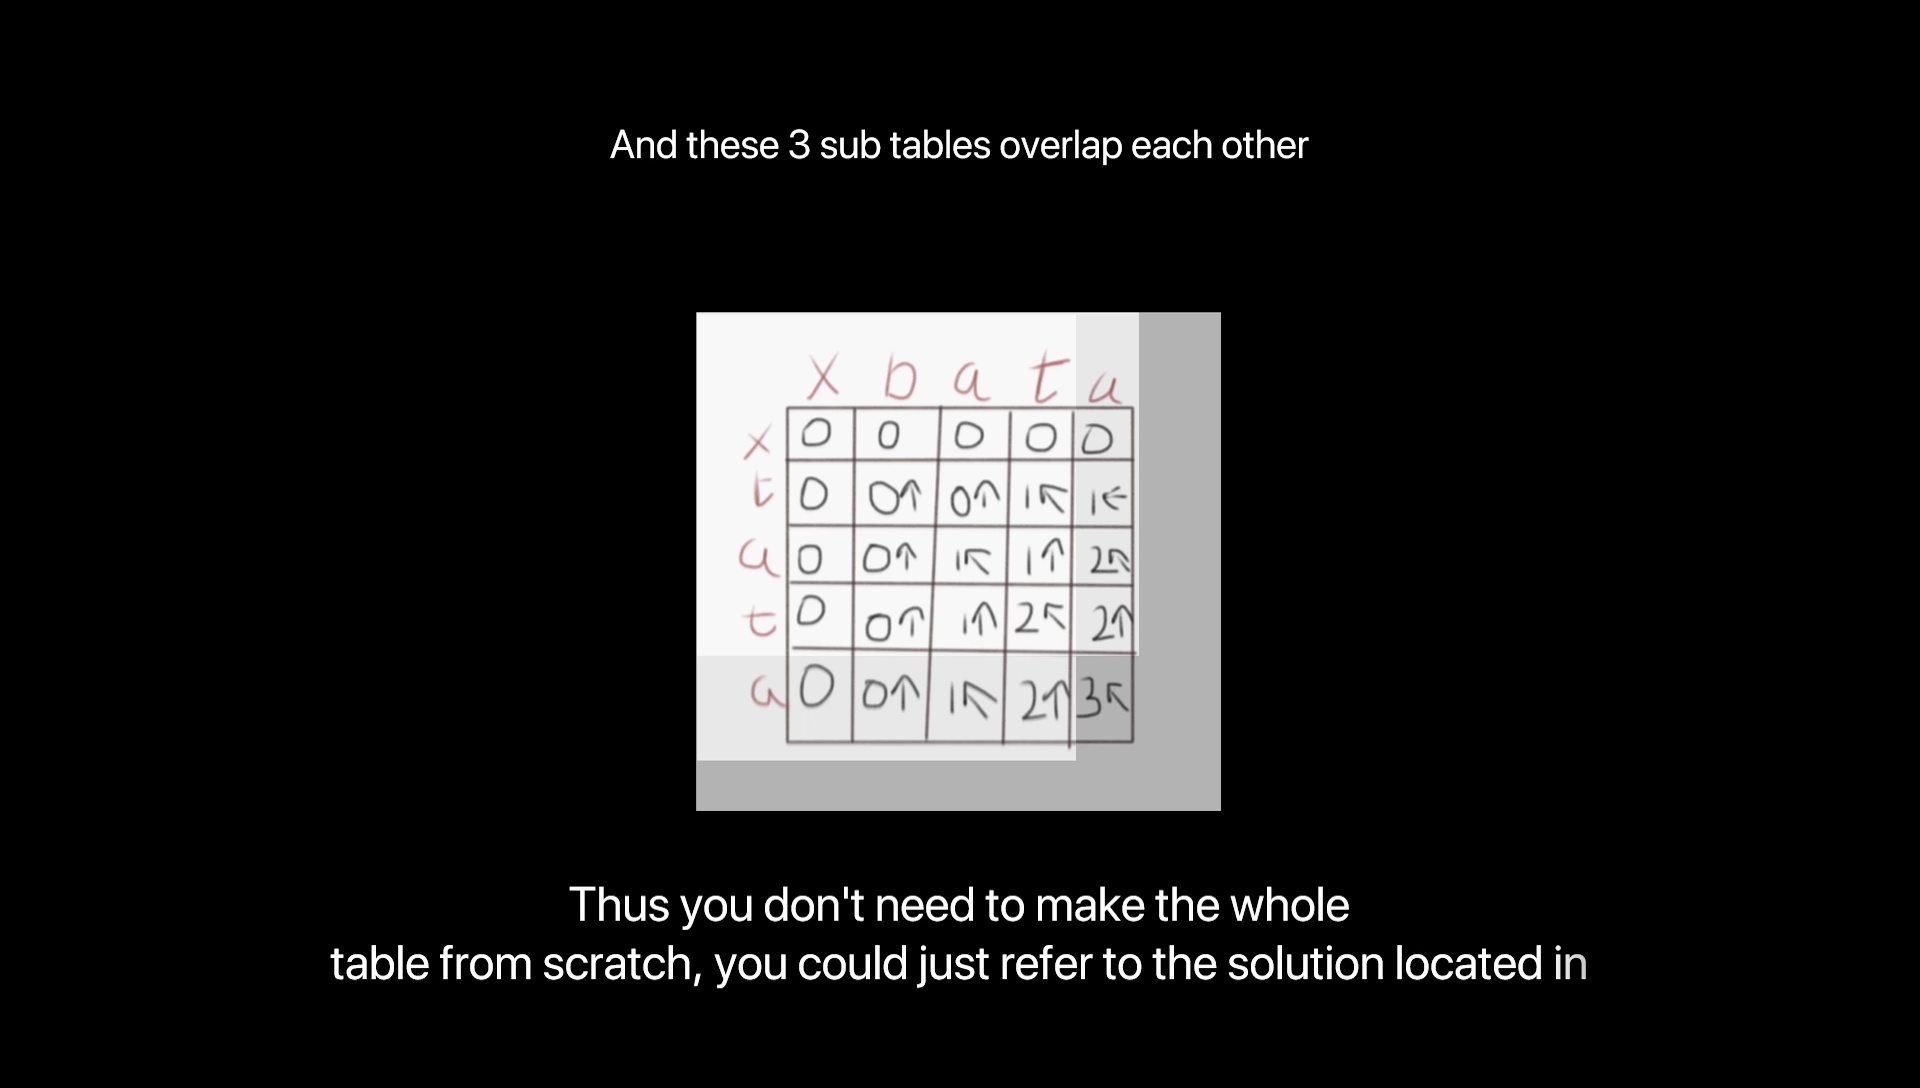 And these 3 sub tables overlap each other
x b a t a
x 0 0 0 0 0
t 0 0↑ 0↑ 1↖ 1←
a 0 0↑ 1↖ 1↑ 2↖
t 0 0↑ 1↑ 2↖ 2↑
a 0 0↑ 1↖ 2↑ 3↖
Thus you don't need to make the whole
table from scratch, you could just refer to the solution located in